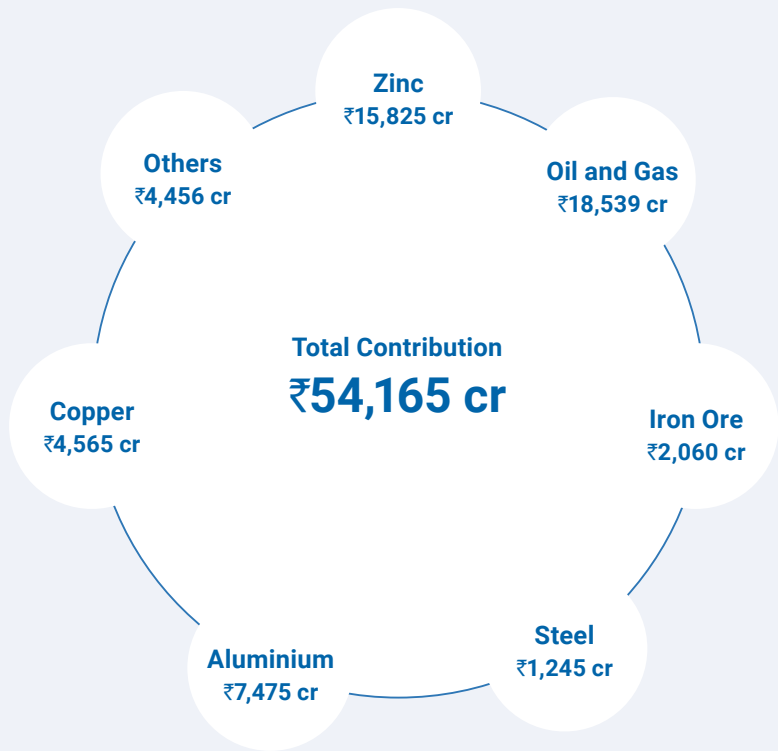 Zinc
₹15,825 cr
Others
₹4,456 cr
Oil and Gas
₹18,539 cr
Total Contribution
₹54,165 cr
Copper
₹4,565 cr
Iron Ore
₹2,060 cr
Steel
₹1,245 cr
Aluminium
₹7,475 cr